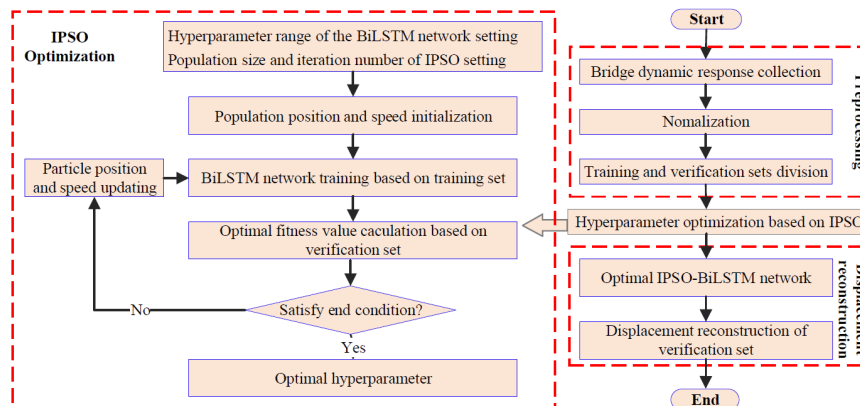 IPSO
Optimization
Hyperparameter range of the BiLSTM network setting
Population size and iteration number of IPSO setting
Population position and speed initialization
Particle position
and speed updating
BiLSTM network training based on training set
Optimal fitness value caculation based on
verification set
Satisfy end condition?
No
Yes
Optimal hyperparameter
Start
Bridge dynamic response collection
Nomalization
Training and verification sets division
Hyperparameter optimization based on IPSO
Optimal IPSO-BiLSTM network
Displacement reconstruction of
verification set
End
reconstruction